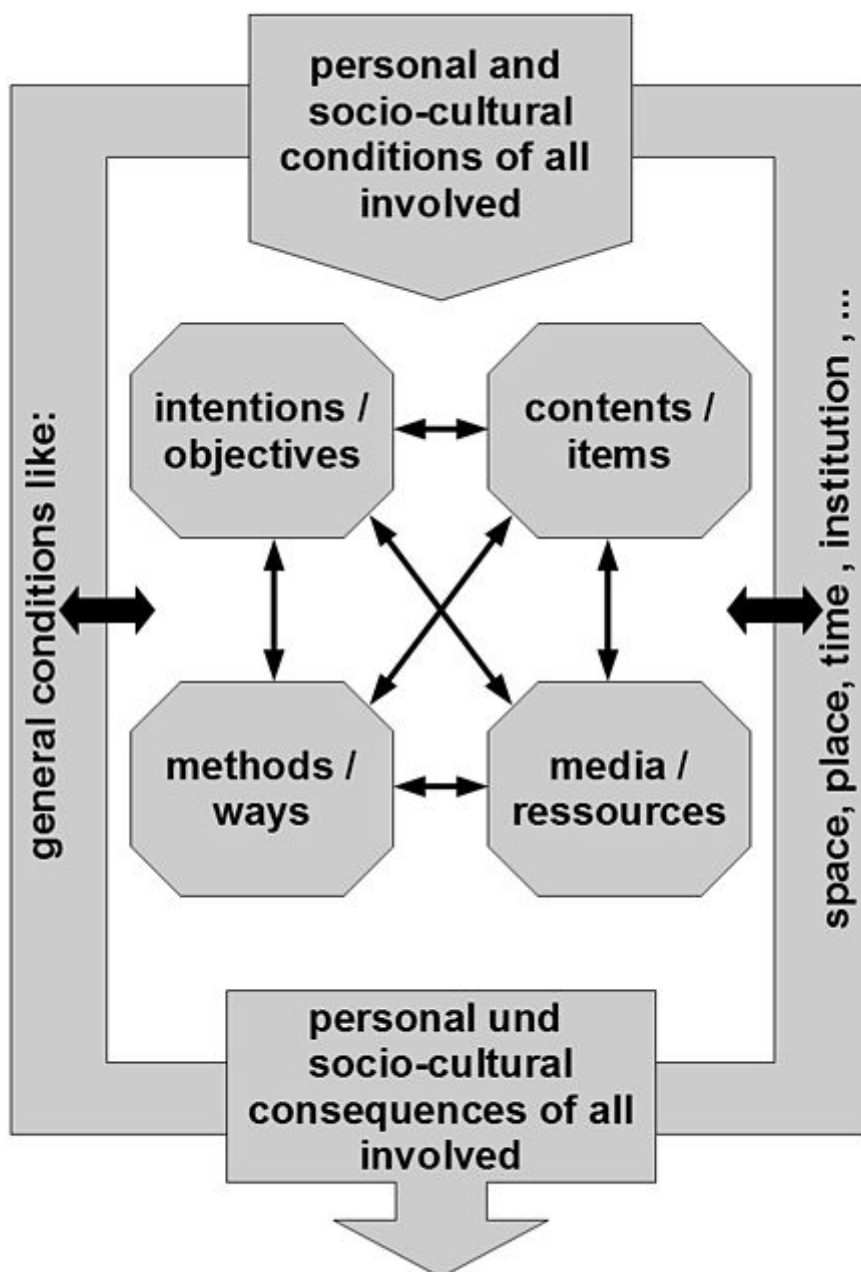 personal and
socio-cultural
conditions of all
involved
general conditions like:
space, place, time , institution , ...
intentions /
objectives
contents /
items
methods /
ways
media /
ressources
personal und
socio-cultural
consequences of all
involved